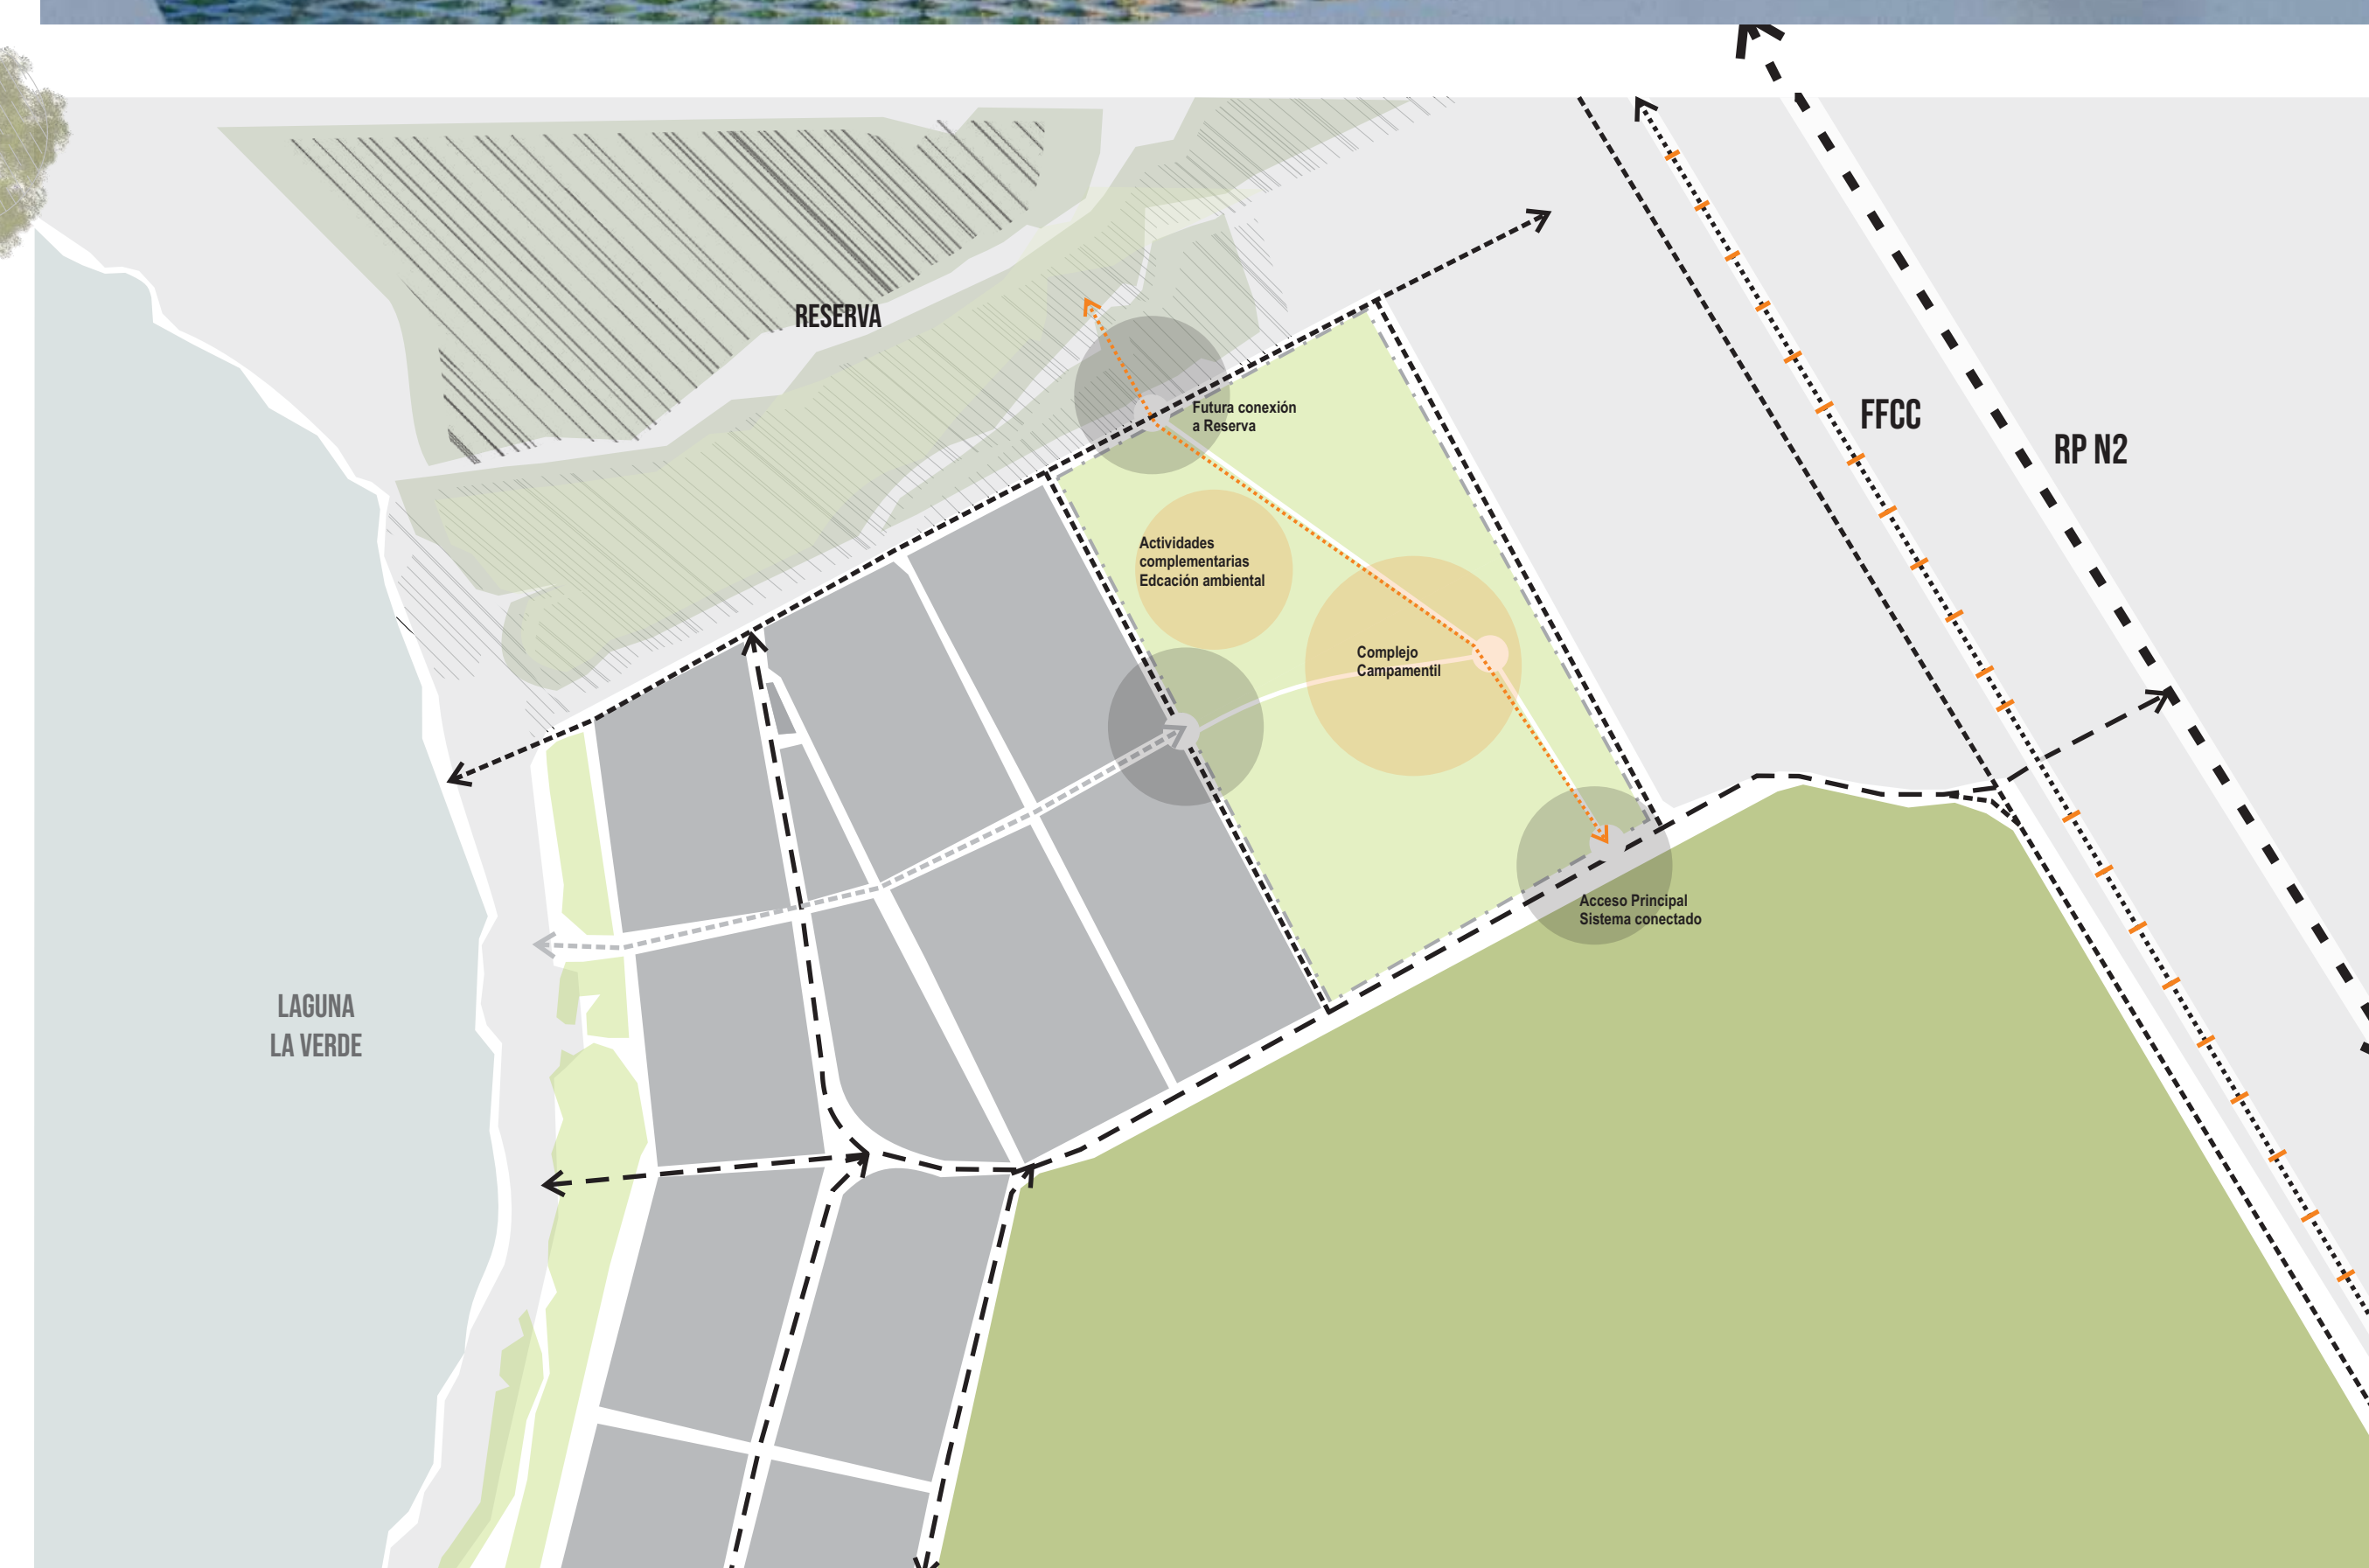 RESERVA
FFCC
RP N2
Futura conexión
a Reserva
Actividades
complementarias
Edcación ambiental
Complejo
Campamentil
Acceso Principal
Sistema conectado
LAGUNA
LA VERDE